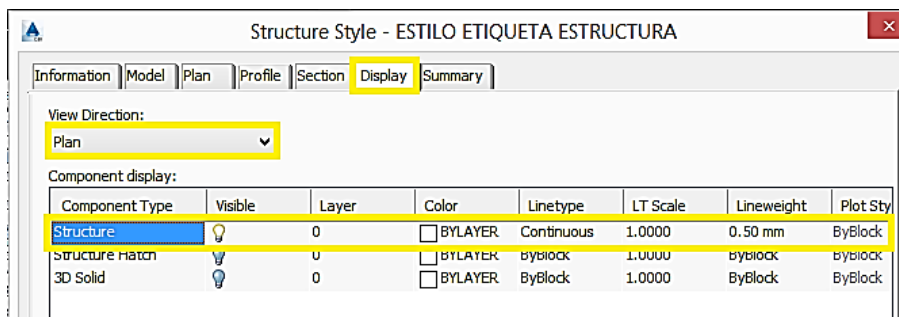 Structure Style - ESTILO ETIQUETA ESTRUCTURA
Information Model Plan Profile Section Display Summary
View Direction:
Plan
Component display:
Component Type Visible Layer Color Linetype LT Scale Lineweight Plot Sty
Structure 0 BYLAYER Continuous 1.0000 0.50 mm ByBlock
Structure Hatch 0 BYLAYER ByBlock 1.0000 ByBlock ByBlock
3D Solid 0 BYLAYER ByBlock 1.0000 ByBlock ByBlock